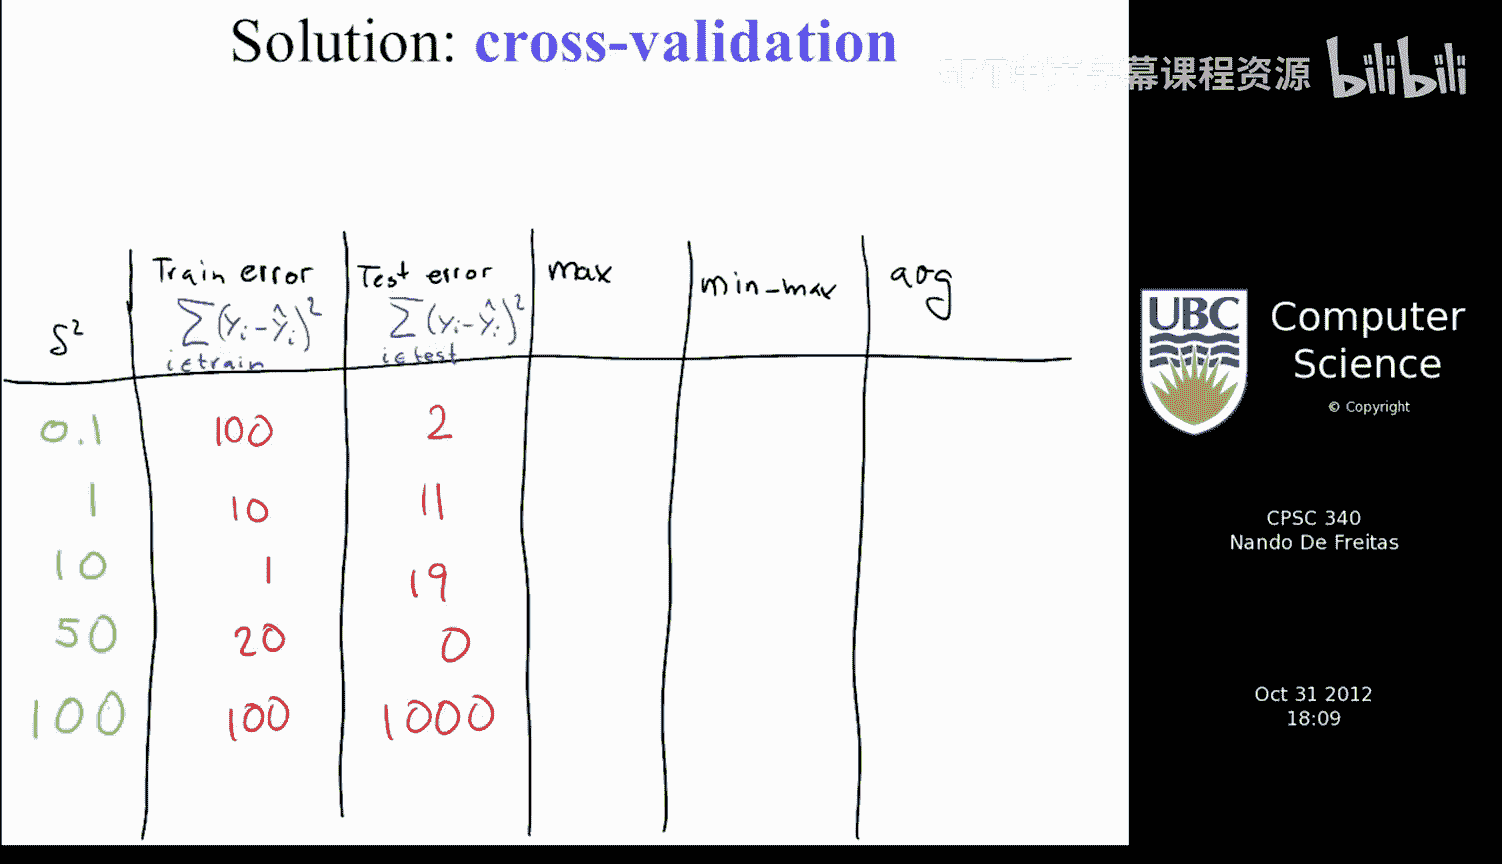 Solution: cross-validation
幕课程资源 bilibili
Train error Test error max min-max avg
δ² Σ(yᵢ-ŷᵢ)² Σ(yᵢ-ŷᵢ)²
i∈train i∈test
0.1 100 2
1 10 11
10 1 19
50 20 0
100 100 1000
UBC
Computer
Science
© Copyright
CPSC 340
Nando De Freitas
Oct 31 2012
18:09